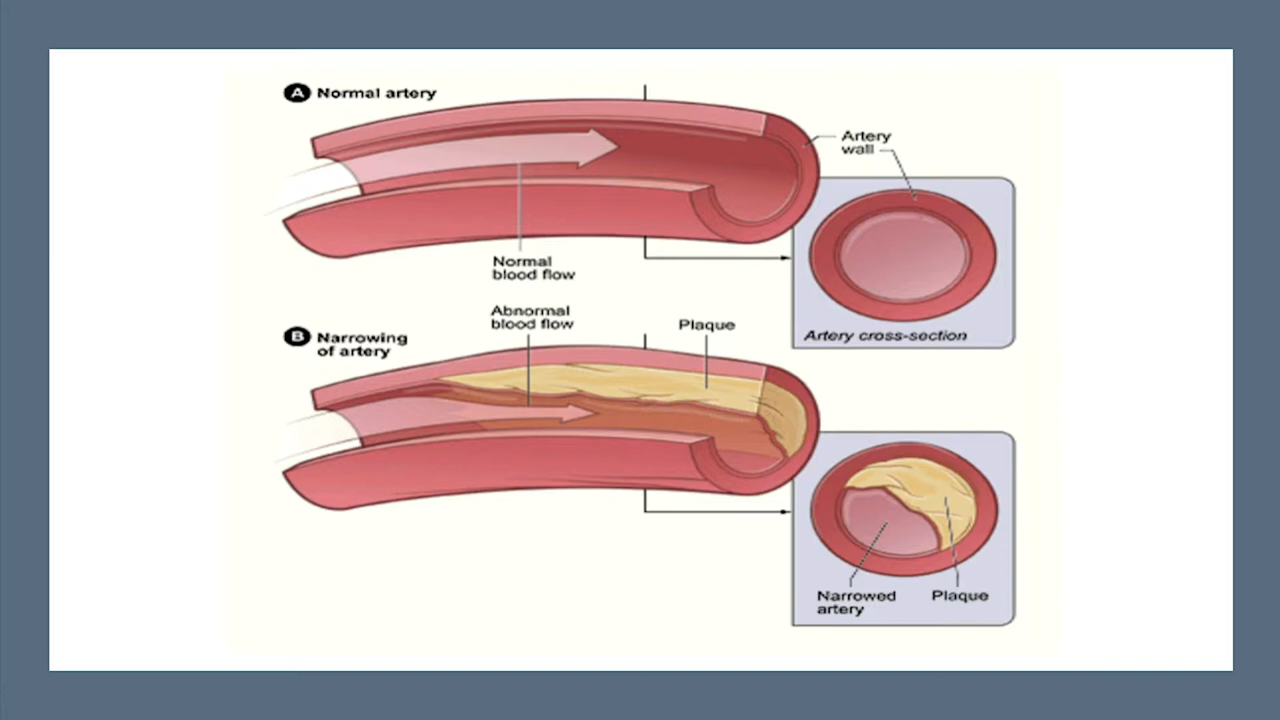 A Normal artery
Artery
wall
Normal
blood flow
Artery cross-section
Abnormal
blood flow
Plaque
B Narrowing
of artery
Narrowed
artery
Plaque